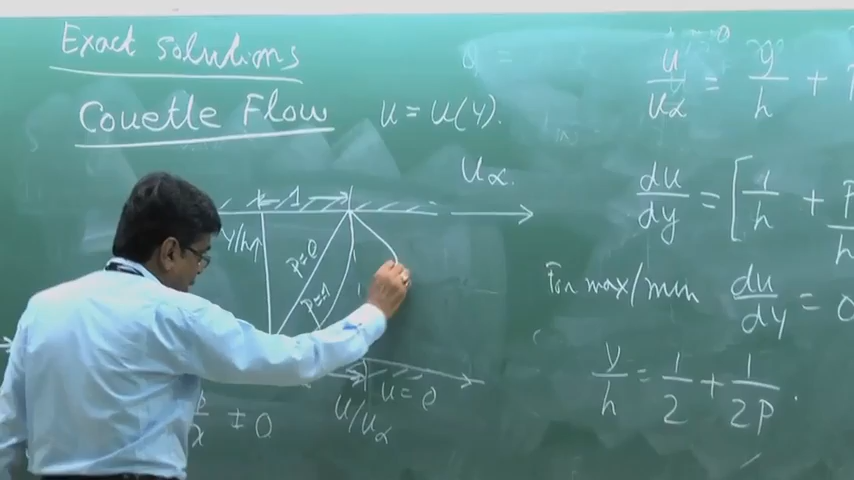 Exact solutions
Couette Flow
u = u(y).
u∞.
1
y/h
P=0
P=1
u = 0
u/u∞
≠ 0
u/u∞ = y/h +
du/dy = [1/h + P/h
For max/min du/dy = 0
y/h = 1/2 + 1/2P.